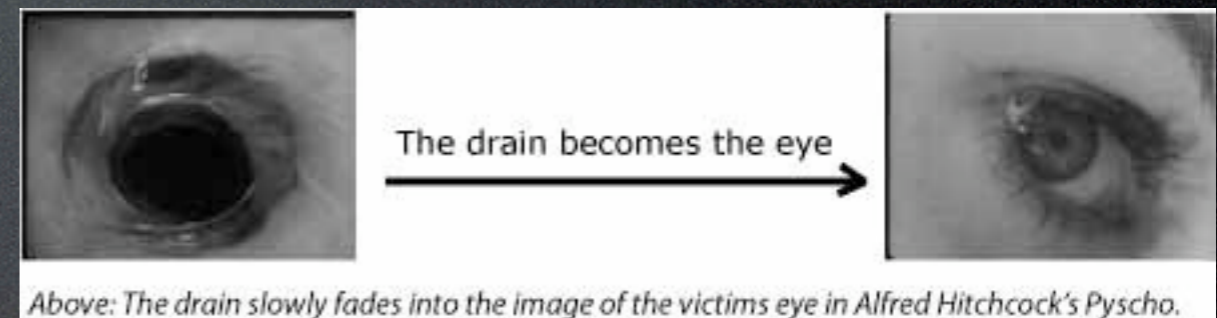 The drain becomes the eye
Above: The drain slowly fades into the image of the victims eye in Alfred Hitchcock's Pyscho.